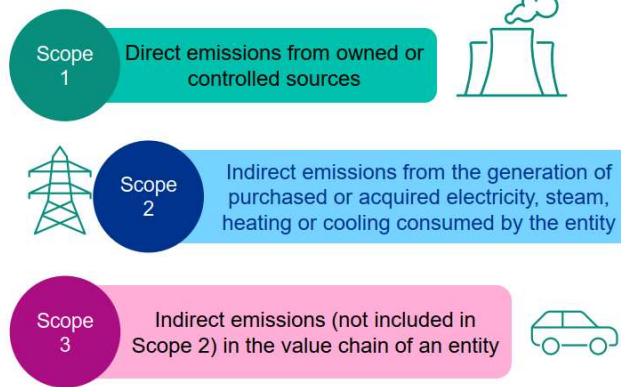 Scope
1
Direct emissions from owned or
controlled sources
Scope
2
Indirect emissions from the generation of
purchased or acquired electricity, steam,
heating or cooling consumed by the entity
Scope
3
Indirect emissions (not included in
Scope 2) in the value chain of an entity